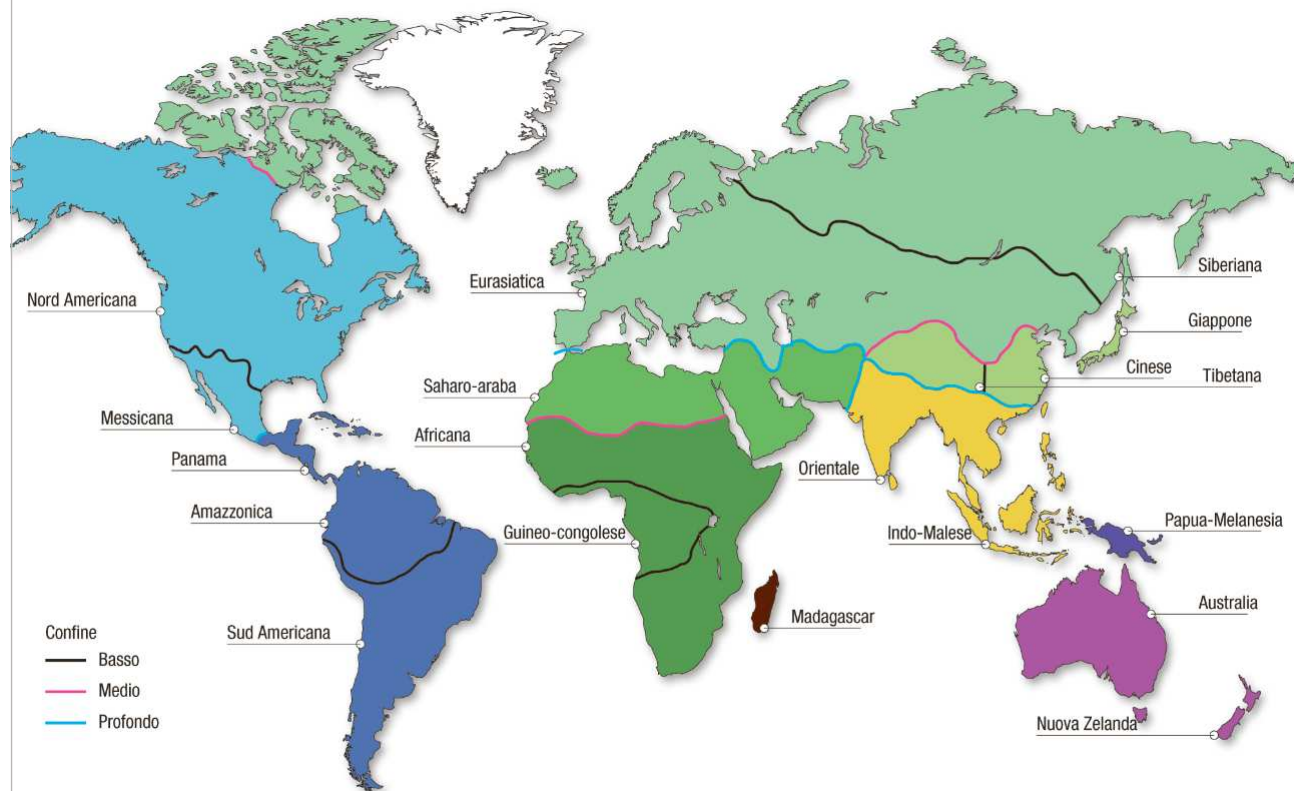 Nord Americana
Messicana
Panama
Amazzonica
Sud Americana
Eurasiatica
Saharo-araba
Africana
Guineo-congolese
Madagascar
Orientale
Indo-Malese
Siberiana
Giappone
Cinese
Tibetana
Papua-Melanesia
Australia
Nuova Zelanda
Confine
Basso
Medio
Profondo